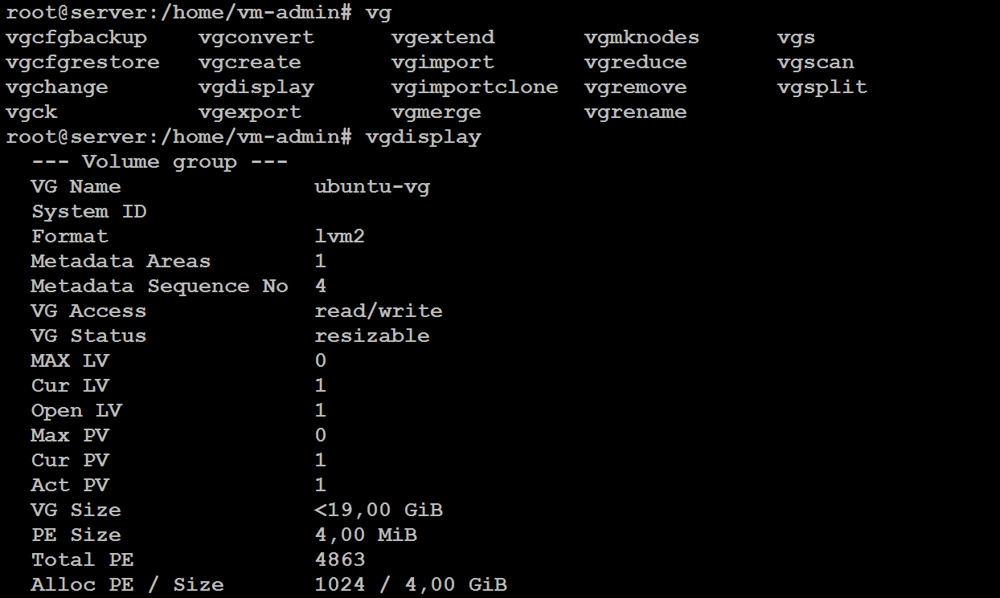 root@server:/home/vm-admin# vg
vgcfgbackup    vgconvert      vgextend       vgmknodes      vgs
vgcfgrestore   vgcreate       vgimport       vgreduce       vgscan
vgchange       vgdisplay      vgimportclone  vgremove       vgsplit
vgck           vgexport       vgmerge        vgrename
root@server:/home/vm-admin# vgdisplay
  --- Volume group ---
  VG Name               ubuntu-vg
  System ID
  Format                lvm2
  Metadata Areas        1
  Metadata Sequence No  4
  VG Access             read/write
  VG Status             resizable
  MAX LV                0
  Cur LV                1
  Open LV               1
  Max PV                0
  Cur PV                1
  Act PV                1
  VG Size               <19,00 GiB
  PE Size               4,00 MiB
  Total PE              4863
  Alloc PE / Size       1024 / 4,00 GiB